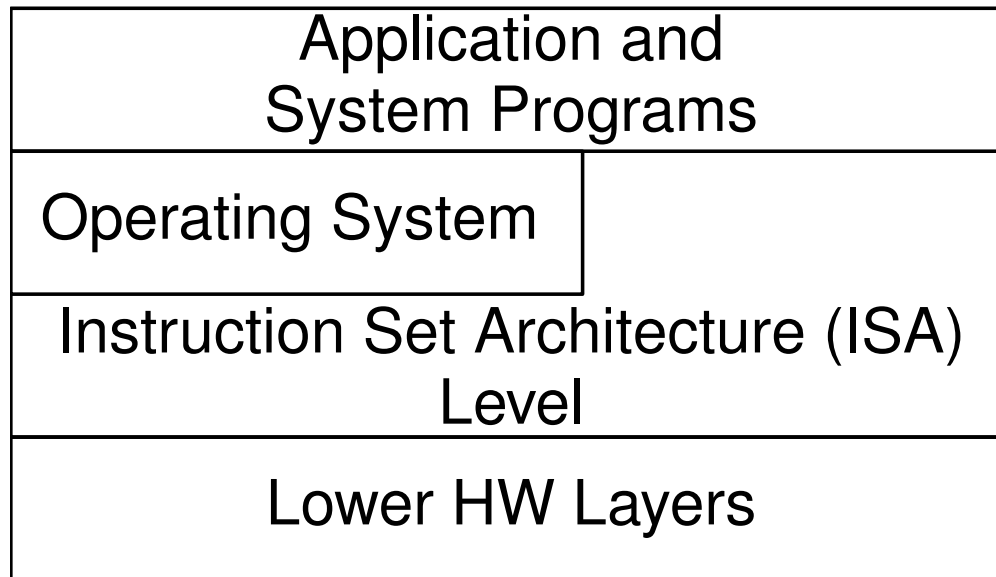 Application and
System Programs
Operating System
Instruction Set Architecture (ISA)
Level
Lower HW Layers